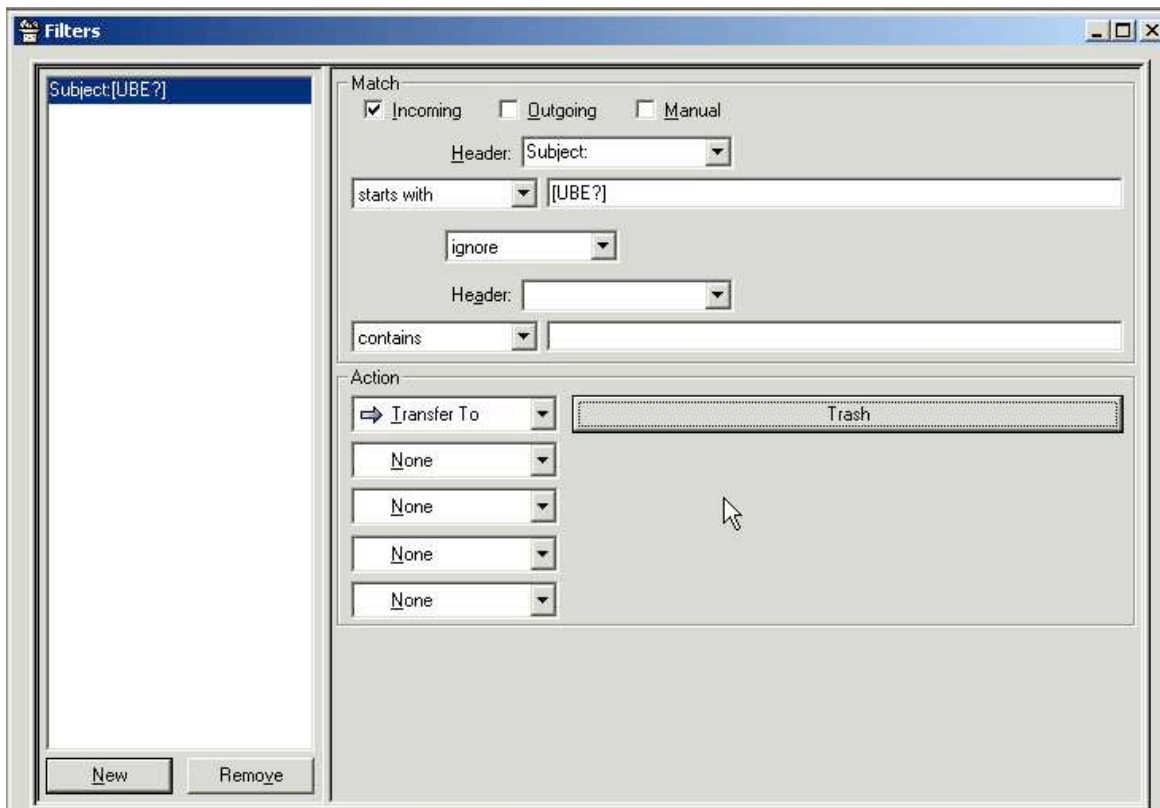 Filters
Subject:[UBE?]
Match
Incoming Outgoing Manual
Header: Subject:
starts with [UBE?]
ignore
Header:
contains
Action
Transfer To Trash
None
None
None
None
New Remove